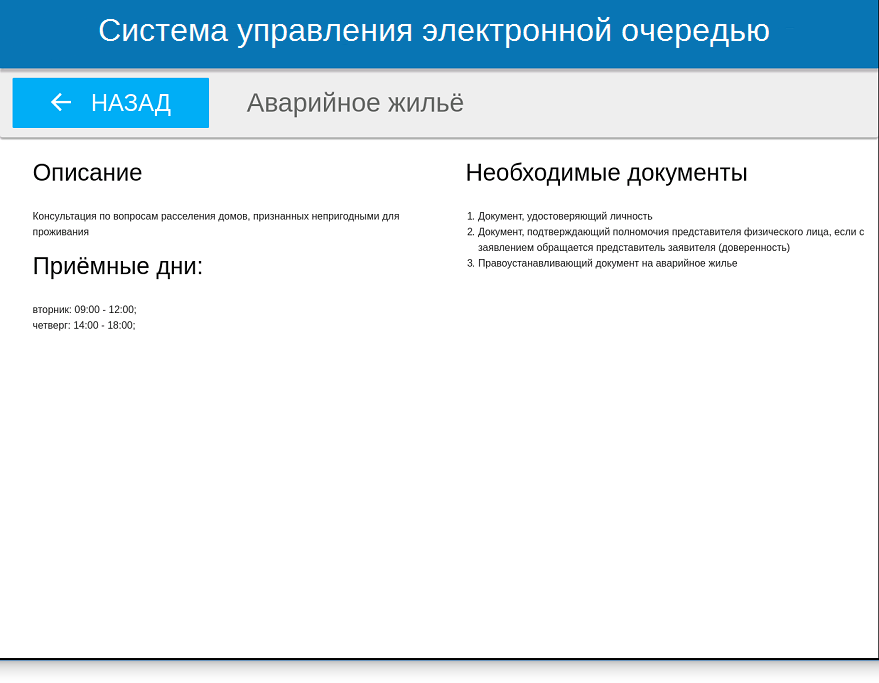 Система управления электронной очередью
НАЗАД
Аварийное жильё
Описание
Консультация по вопросам расселения домов, признанных непригодными для
проживания
Приёмные дни:
вторник: 09:00 - 12:00;
четверг: 14:00 - 18:00;
Необходимые документы
1. Документ, удостоверяющий личность
2. Документ, подтверждающий полномочия представителя физического лица, если с
заявлением обращается представитель заявителя (доверенность)
3. Правоустанавливающий документ на аварийное жилье